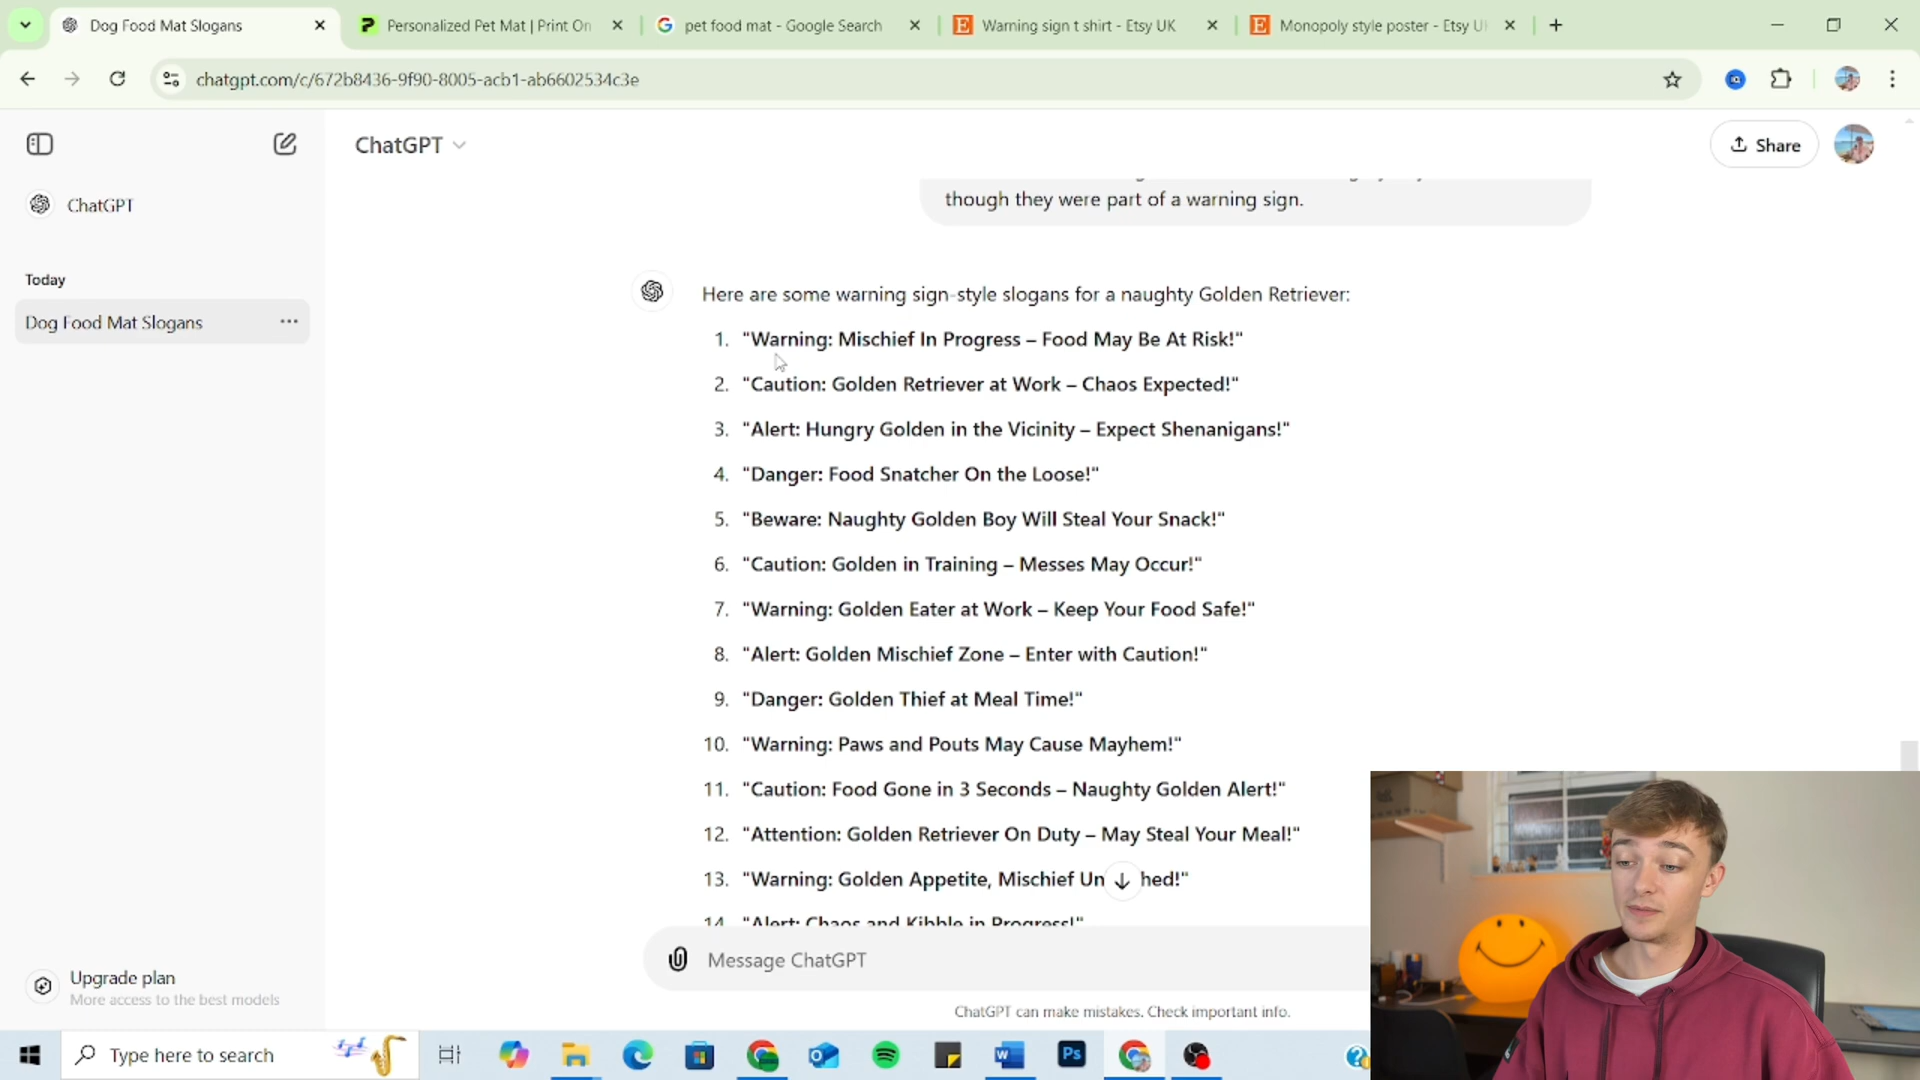 Dog Food Mat Slogans
Personalized Pet Mat | Print On
pet food mat - Google Search
Warning sign t shirt - Etsy UK
Monopoly style poster - Etsy U
chatgpt.com/c/672b8436-9f90-8005-acb1-ab6602534c3e
ChatGPT
Share
ChatGPT
Today
Dog Food Mat Slogans
though they were part of a warning sign.
Here are some warning sign-style slogans for a naughty Golden Retriever:
1. "Warning: Mischief In Progress – Food May Be At Risk!"
2. "Caution: Golden Retriever at Work – Chaos Expected!"
3. "Alert: Hungry Golden in the Vicinity – Expect Shenanigans!"
4. "Danger: Food Snatcher On the Loose!"
5. "Beware: Naughty Golden Boy Will Steal Your Snack!"
6. "Caution: Golden in Training – Messes May Occur!"
7. "Warning: Golden Eater at Work – Keep Your Food Safe!"
8. "Alert: Golden Mischief Zone – Enter with Caution!"
9. "Danger: Golden Thief at Meal Time!"
10. "Warning: Paws and Pouts May Cause Mayhem!"
11. "Caution: Food Gone in 3 Seconds – Naughty Golden Alert!"
12. "Attention: Golden Retriever On Duty – May Steal Your Meal!"
13. "Warning: Golden Appetite, Mischief Un hed!"
14. "Alert: Chaos and Kibble in Progress!"
Message ChatGPT
ChatGPT can make mistakes. Check important info.
Upgrade plan
More access to the best models
Type here to search